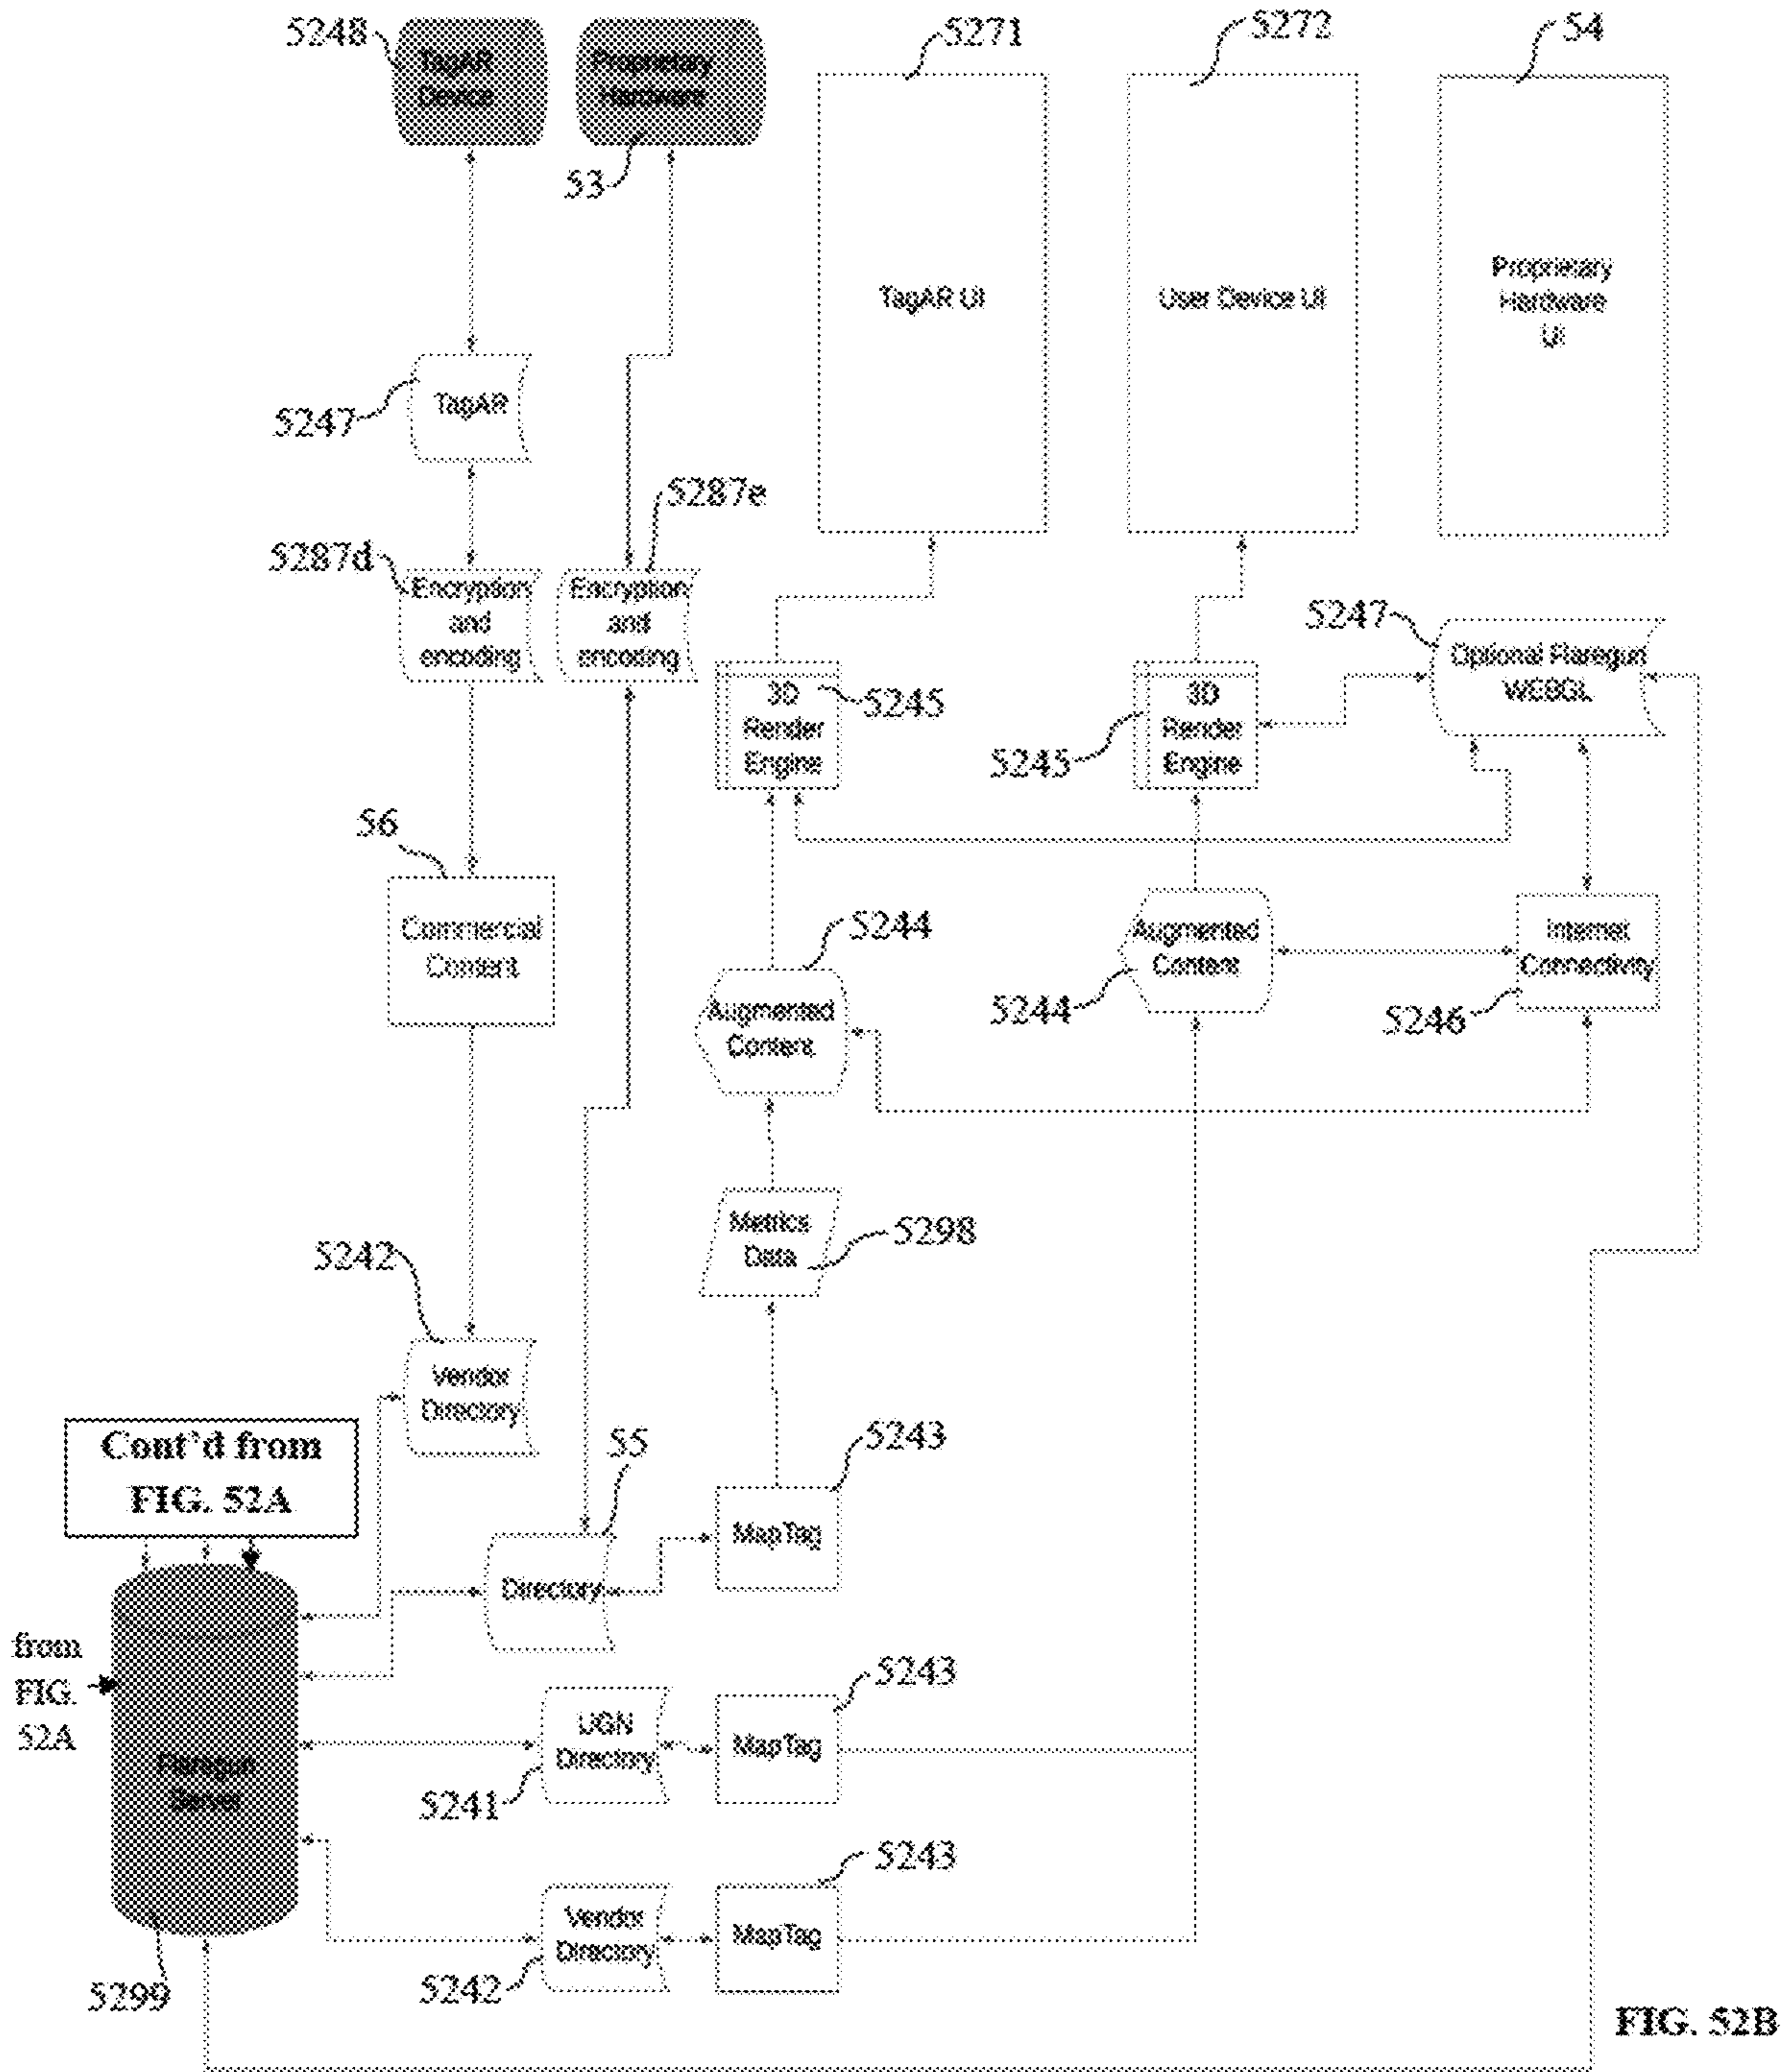 5248
TagAR
Device
Proprietary
Hardware
53
5271
5272
54
TagAR UI
User Device UI
Proprietary
Hardware
UI
5247
TagAR
5287e
5287d
Encryption
and
encoding
Encryption
and
encoding
5247
Optional Flaregun
WEBGL
3D
Render
Engine
5245
5245
3D
Render
Engine
56
Commercial
Content
5244
Augmented
Content
Augmented
Content
5244
Internet
Connectivity
5246
Metrics
Data
5298
5242
Vendor
Directory
Cont'd from
FIG. 52A
55
5243
MapTag
Directory
from
FIG.
52A
Flaregun
Server
5299
UGN
Directory
5241
5243
MapTag
Vendor
Directory
5242
5243
MapTag
FIG. 52B